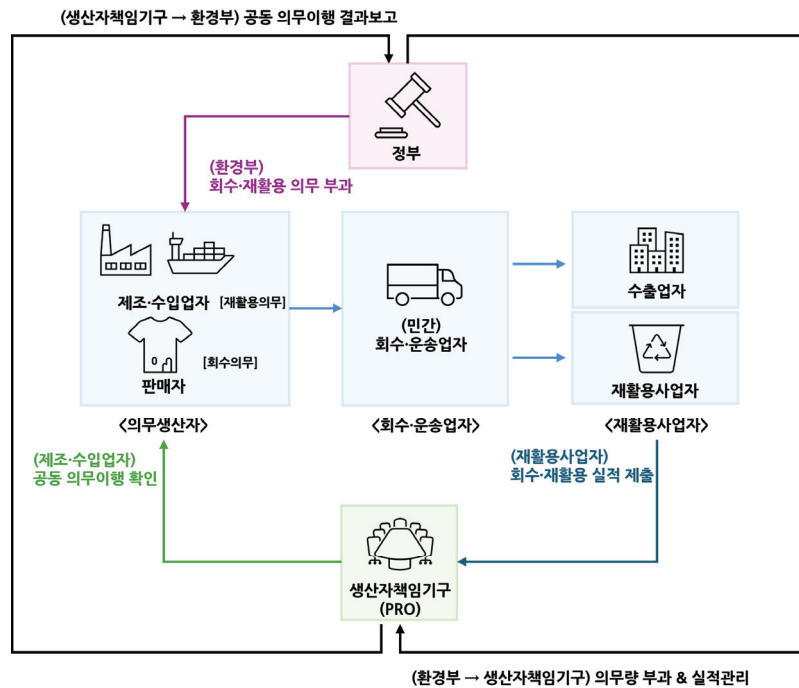 (생산자책임기구 → 환경부) 공동 의무이행 결과보고
정부
(환경부)
회수·재활용 의무 부과
제조·수입업자 [재활용의무]
판매자 [회수의무]
<의무생산자>
(민간)
회수·운송업자
<회수·운송업자>
수출업자
재활용사업자
<재활용사업자>
(제조·수입업자)
공동 의무이행 확인
(재활용사업자)
회수·재활용 실적 제출
생산자책임기구
(PRO)
(환경부 → 생산자책임기구) 의무량 부과 & 실적관리